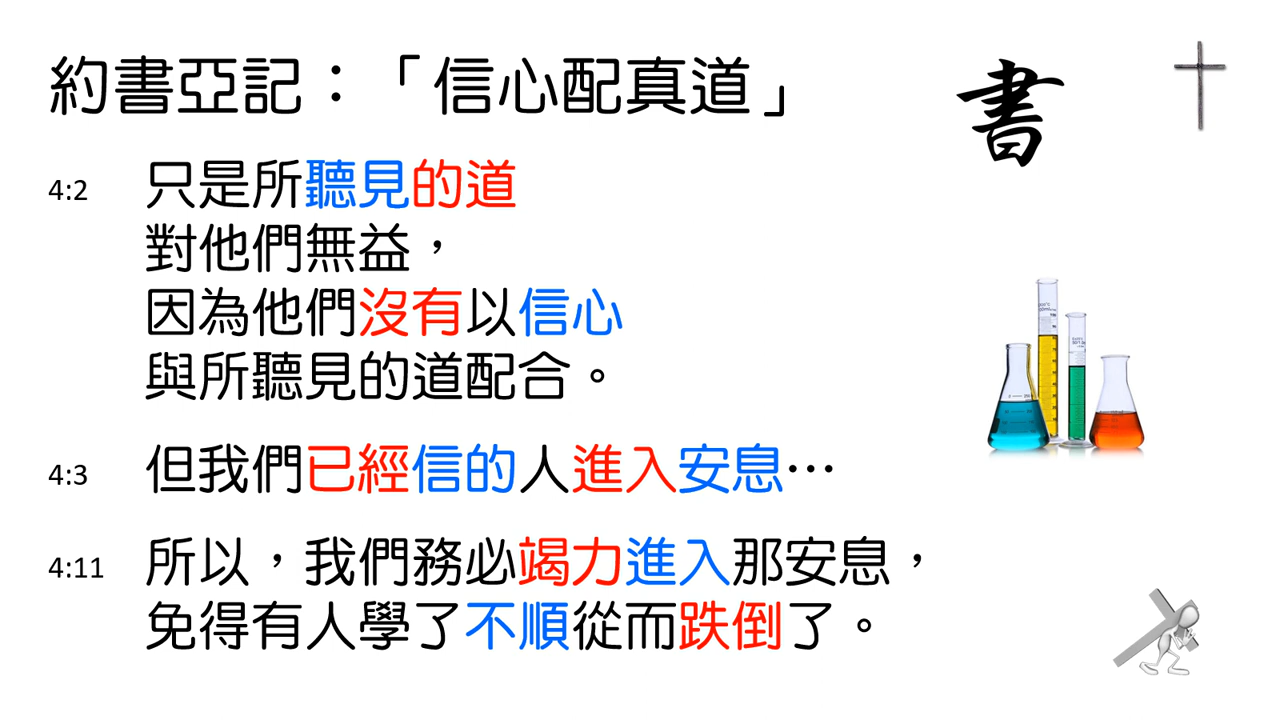 約書亞記：「信心配真道」
書
4:2 只是所聽見的道
對他們無益，
因為他們沒有以信心
與所聽見的道配合。
4:3 但我們已經信的人進入安息…
4:11 所以，我們務必竭力進入那安息，
免得有人學了不順從而跌倒了。